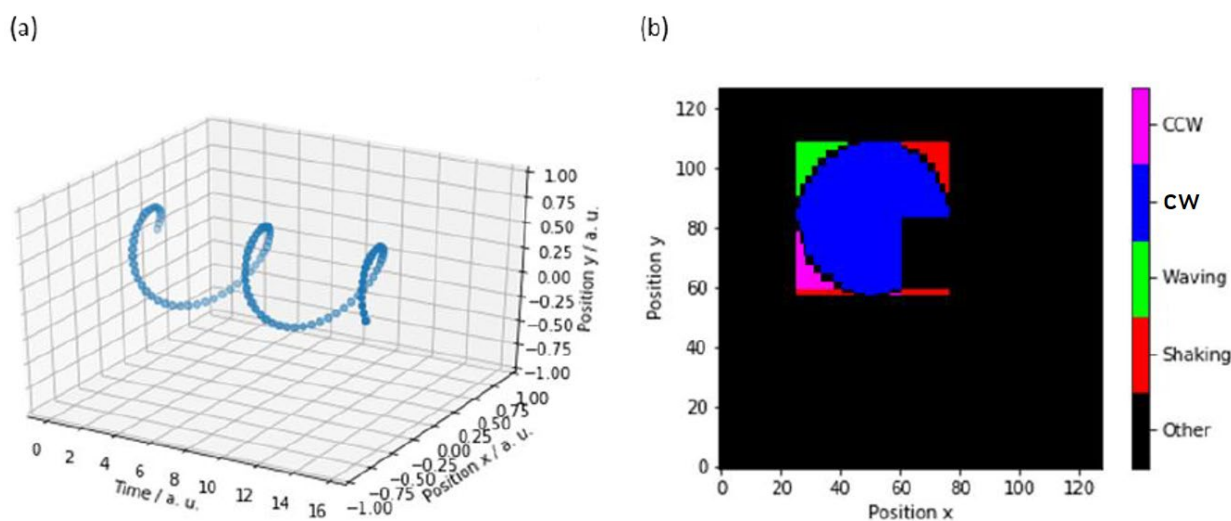 (a)
1.00
0.75
0.50
0.25
0.00
−0.25
−0.50
−0.75
−1.00
Position y / a. u.
1.00
0.75
0.50
0.25
0.00
−0.25
−0.50
−0.75
−1.00
Position x / a. u.
0 2 4 6 8 10 12 14 16
Time / a. u.
(b)
120
100
80
60
40
20
0
Position y
0 20 40 60 80 100 120
Position x
CCW
CW
Waving
Shaking
Other